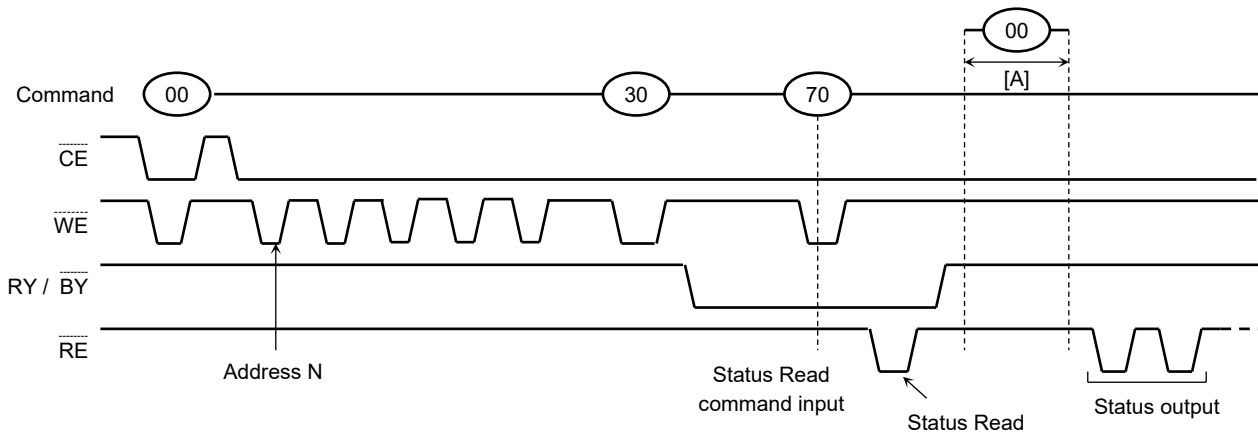 00
[A]
Command 00 30 70
CE
WE
RY / BY
RE
Address N
Status Read
command input
Status Read
Status output